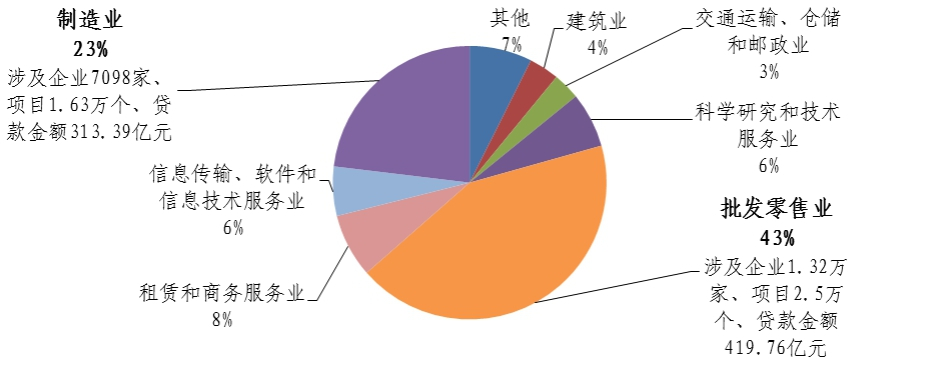 制造业
23%
涉及企业7098家、
项目1.63万个、贷
款金额313.39亿元
其他
7%
建筑业
4%
交通运输、仓储
和邮政业
3%
科学研究和技术
服务业
6%
批发零售业
43%
涉及企业1.32万
家、项目2.5万
个、贷款金额
419.76亿元
信息传输、软件和
信息技术服务业
6%
租赁和商务服务业
8%